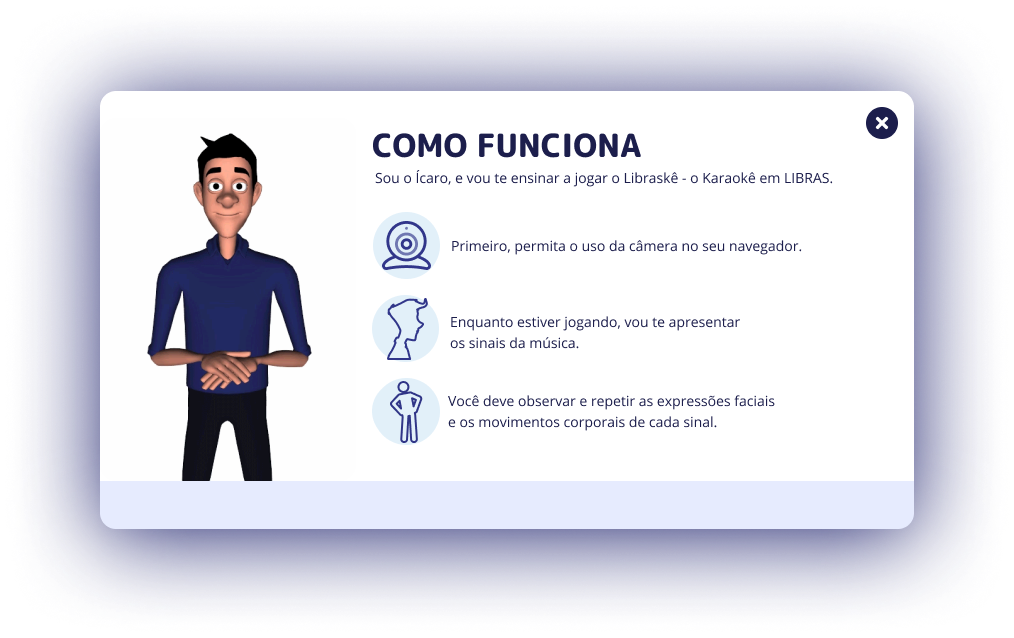 COMO FUNCIONA
Sou o Ícaro, e vou te ensinar a jogar o Libraskê - o Karaokê em LIBRAS.
Primeiro, permita o uso da câmera no seu navegador.
Enquanto estiver jogando, vou te apresentar
os sinais da música.
Você deve observar e repetir as expressões faciais
e os movimentos corporais de cada sinal.